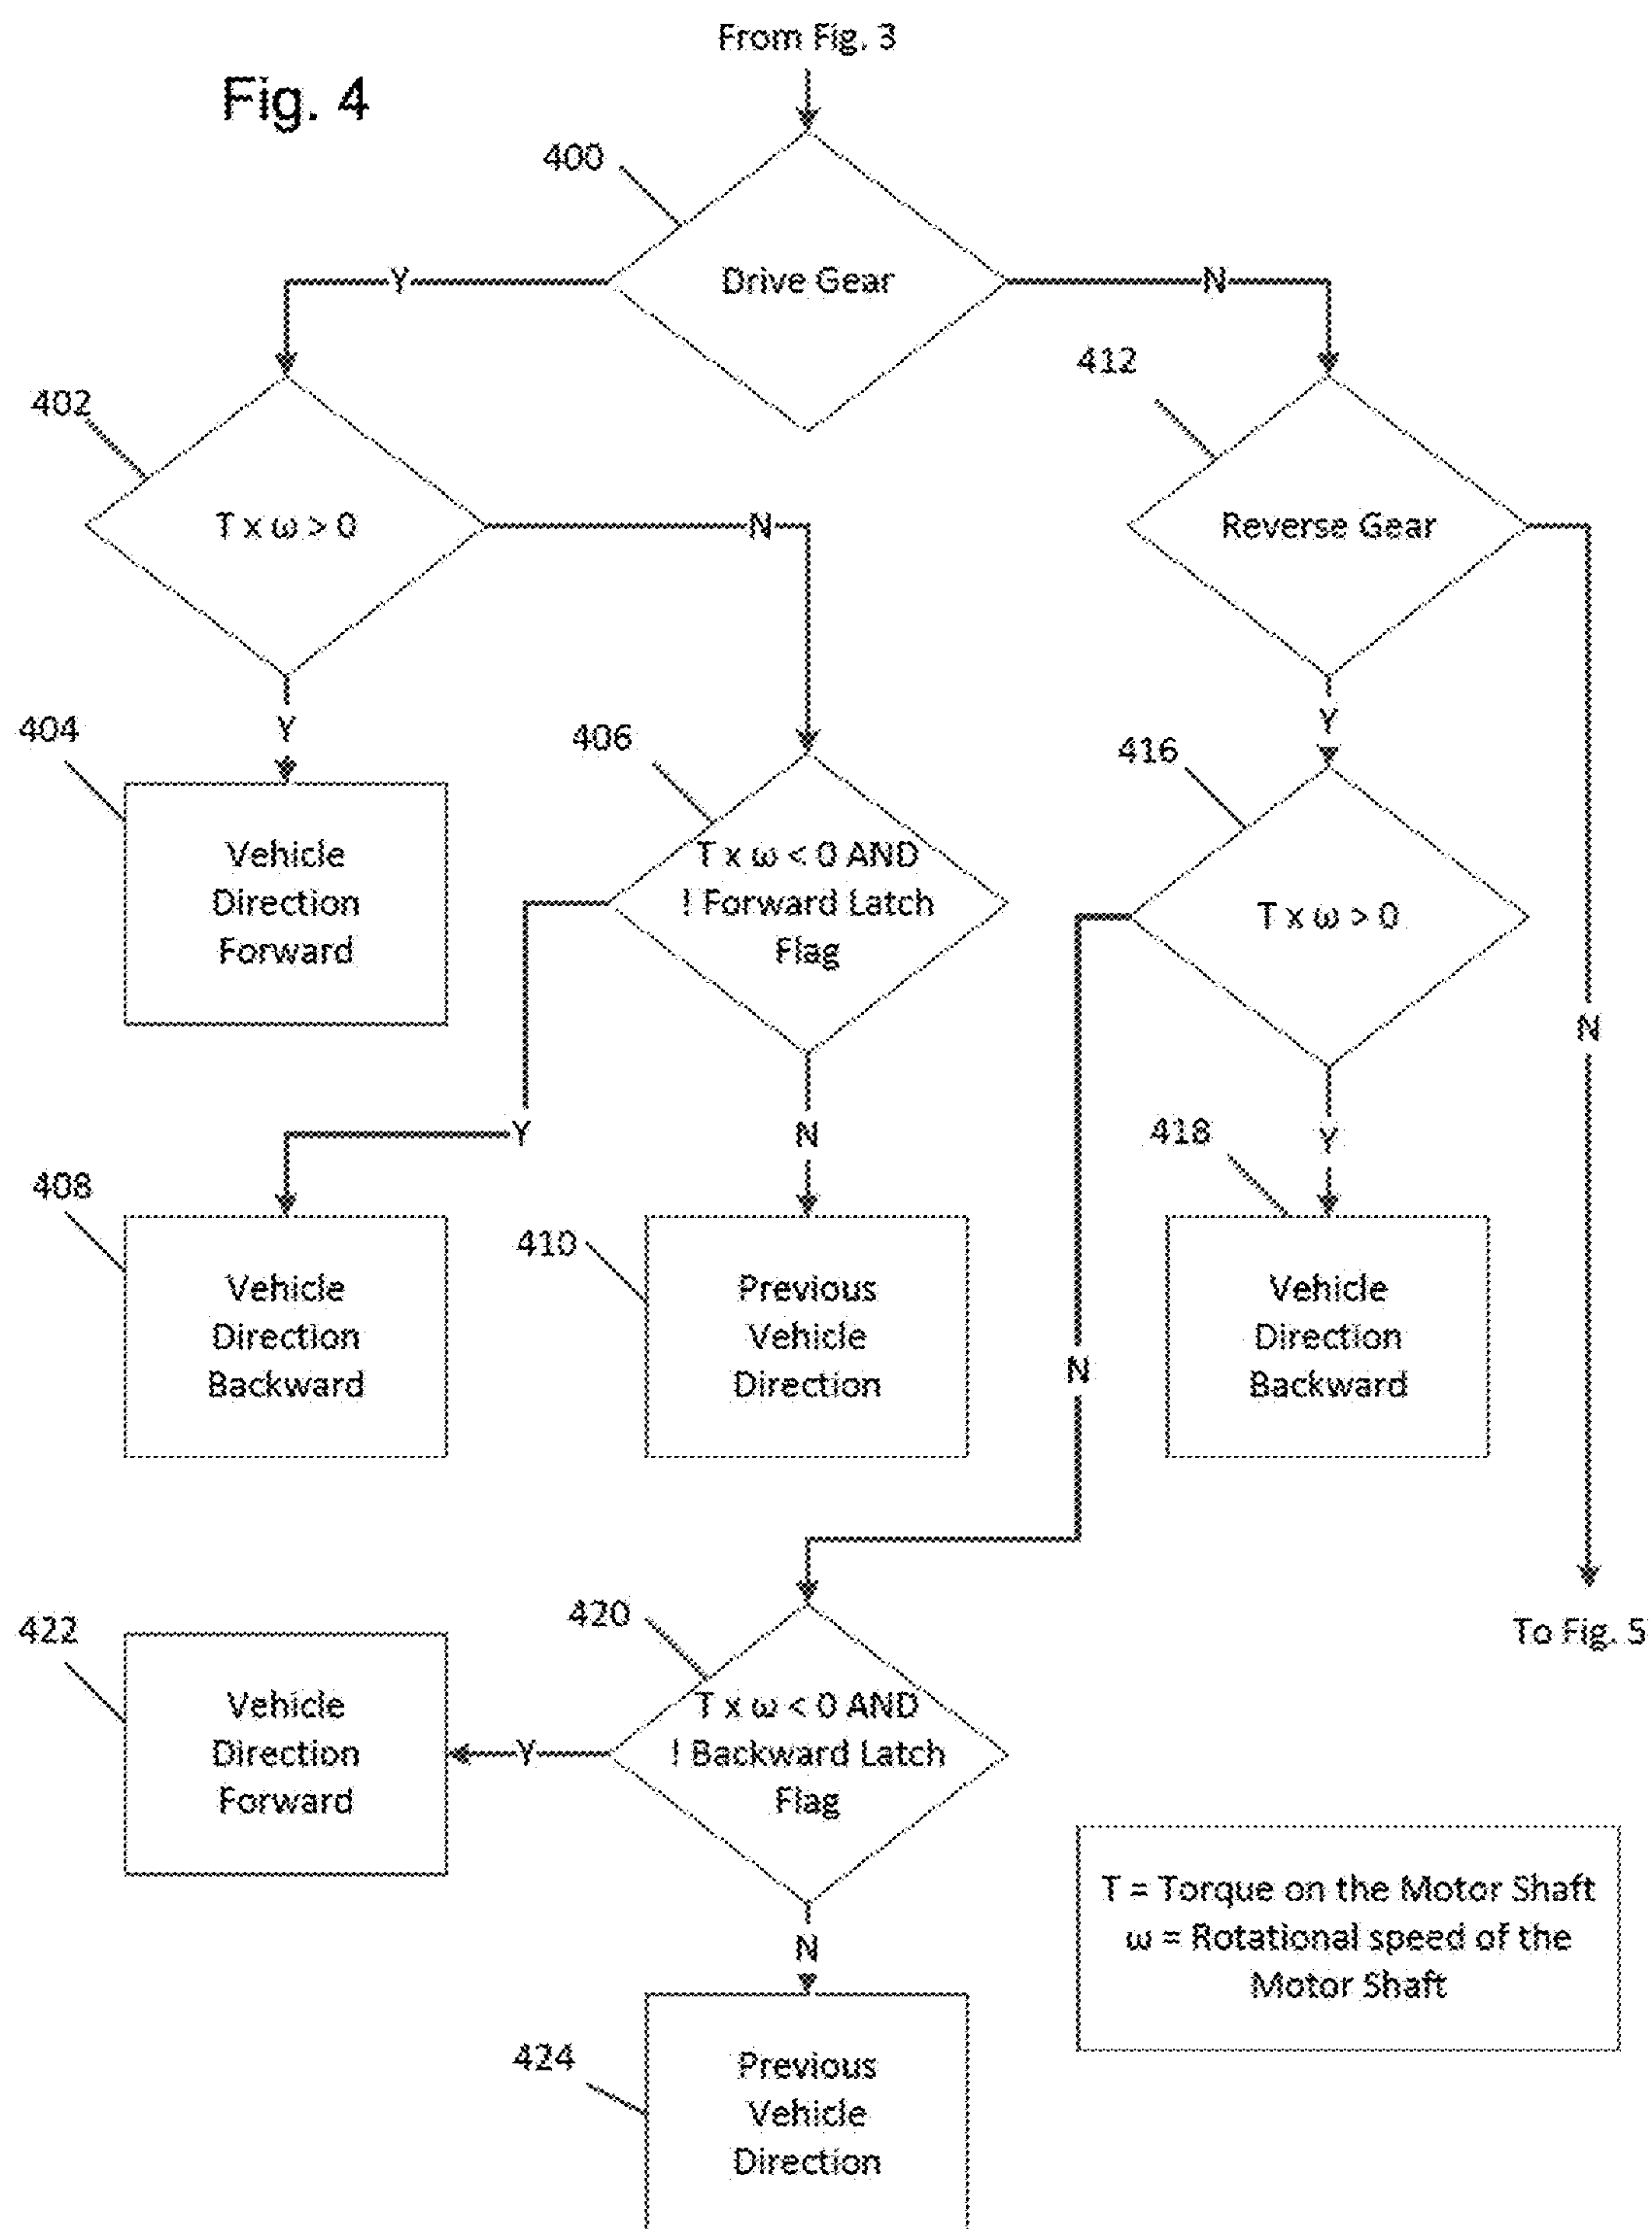 From Fig. 3
Fig. 4
400
Drive Gear
Y
N
412
402
T x ω > 0
N
Reverse Gear
Y
Y
404
406
416
Vehicle
Direction
Forward
T x ω < 0 AND
! Forward Latch
Flag
T x ω > 0
N
Y
N
418
Y
408
410
Vehicle
Direction
Backward
Previous
Vehicle
Direction
N
Vehicle
Direction
Backward
422
420
To Fig. 5
Vehicle
Direction
Forward
Y
T x ω < 0 AND
! Backward Latch
Flag
T = Torque on the Motor Shaft
ω = Rotational speed of the
Motor Shaft
N
424
Previous
Vehicle
Direction